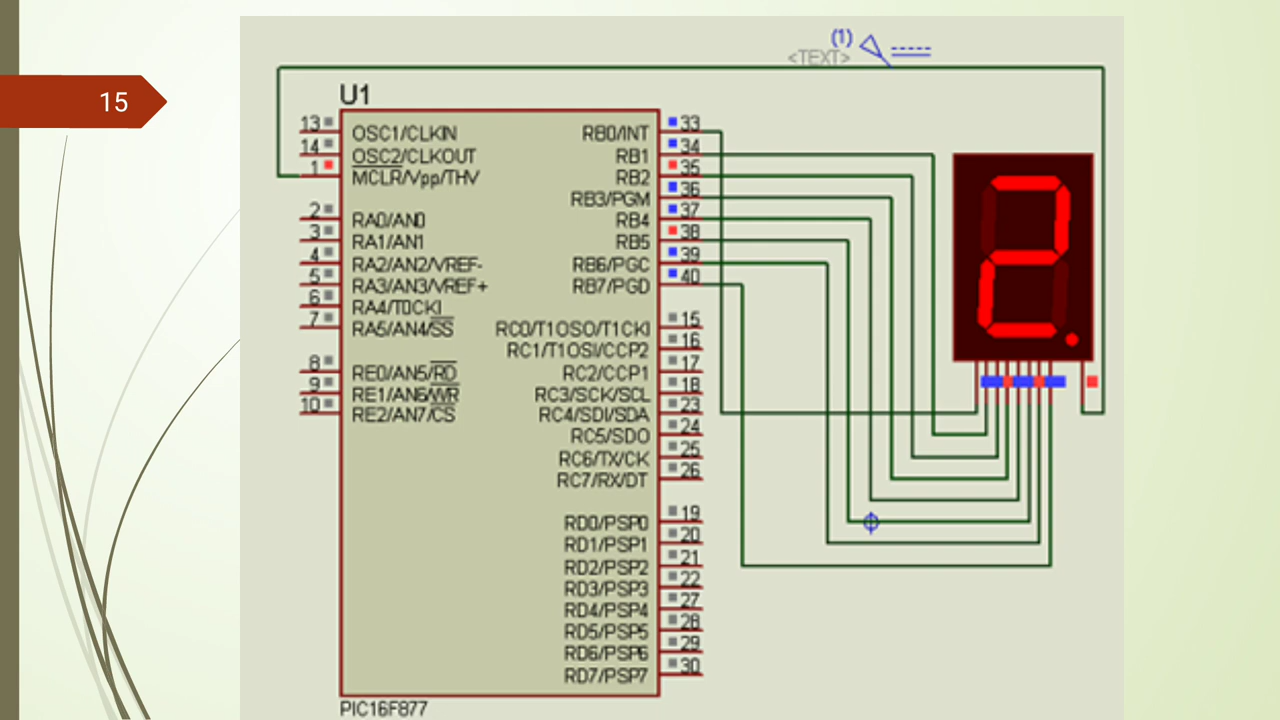 15
(1)
<TEXT>
U1
13 OSC1/CLKIN
14 OSC2/CLKOUT
1 MCLR/Vpp/THV
2 RA0/AN0
3 RA1/AN1
4 RA2/AN2/VREF-
5 RA3/AN3/VREF+
6 RA4/T0CKI
7 RA5/AN4/SS
8 RE0/AN5/RD
9 RE1/AN6/WR
10 RE2/AN7/CS
RB0/INT 33
RB1 34
RB2 35
RB3/PGM 36
RB4 37
RB5 38
RB6/PGC 39
RB7/PGD 40
RC0/T1OSO/T1CKI 15
RC1/T1OSI/CCP2 16
RC2/CCP1 17
RC3/SCK/SCL 18
RC4/SDI/SDA 23
RC5/SDO 24
RC6/TX/CK 25
RC7/RX/DT 26
RD0/PSP0 19
RD1/PSP1 20
RD2/PSP2 21
RD3/PSP3 22
RD4/PSP4 27
RD5/PSP5 28
RD6/PSP6 29
RD7/PSP7 30
2.
PIC16F877